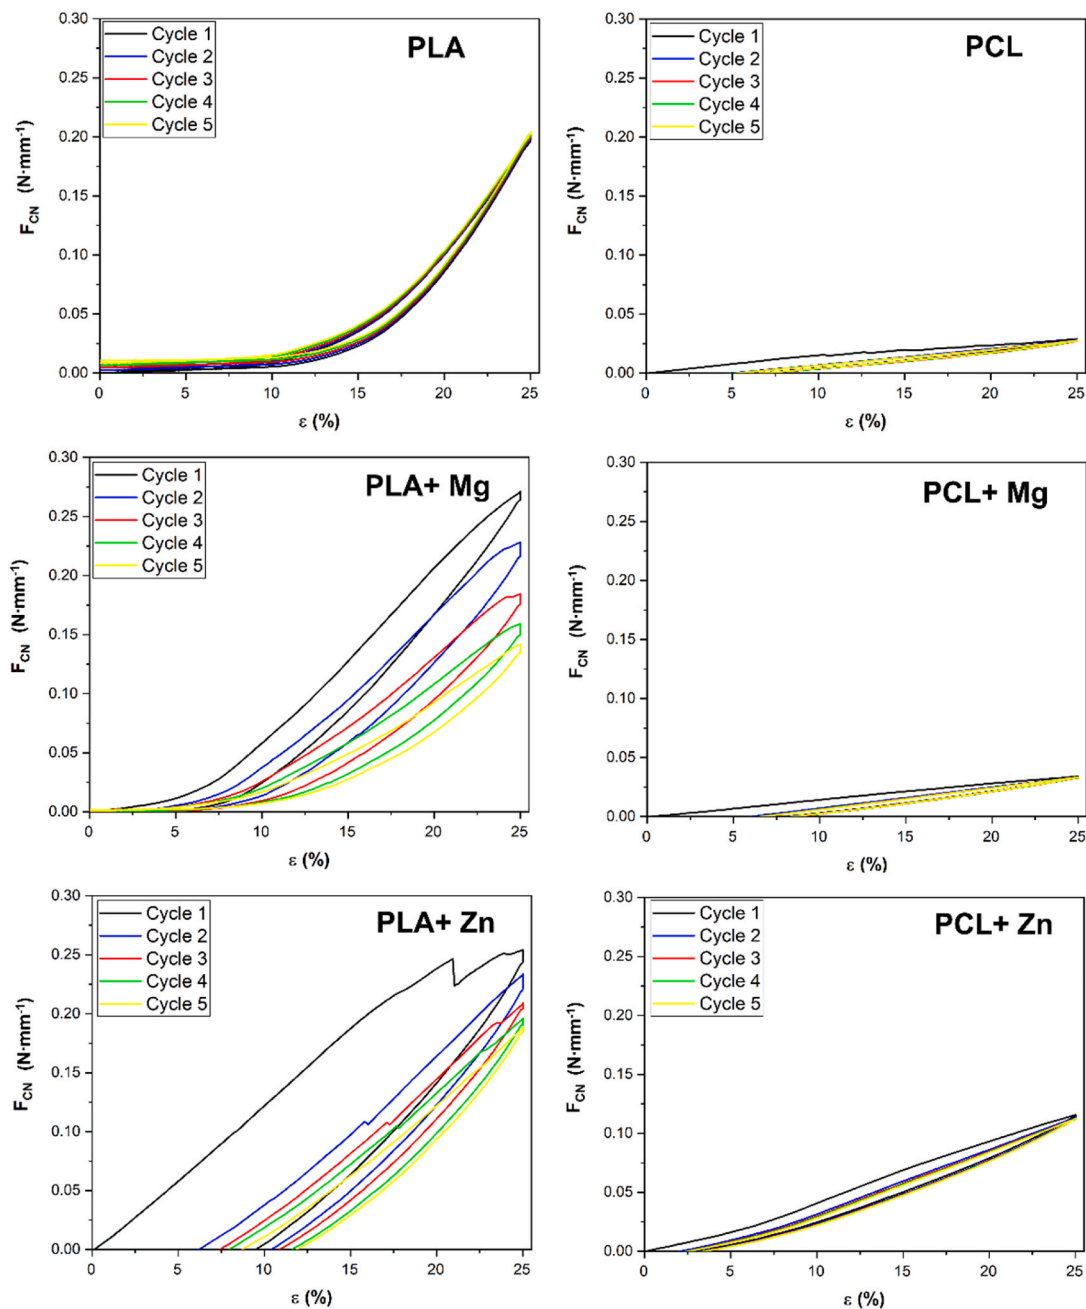 PLA
Cycle 1
Cycle 2
Cycle 3
Cycle 4
Cycle 5
0.30
0.25
0.20
0.15
0.10
0.05
0.00
F_CN (N·mm⁻¹)
0 5 10 15 20 25
ε (%)
PCL
Cycle 1
Cycle 2
Cycle 3
Cycle 4
Cycle 5
0.30
0.25
0.20
0.15
0.10
0.05
0.00
F_CN (N·mm⁻¹)
0 5 10 15 20 25
ε (%)
PLA+ Mg
Cycle 1
Cycle 2
Cycle 3
Cycle 4
Cycle 5
0.30
0.25
0.20
0.15
0.10
0.05
0.00
F_CN (N·mm⁻¹)
0 5 10 15 20 25
ε (%)
PCL+ Mg
0.30
0.25
0.20
0.15
0.10
0.05
0.00
F_CN (N·mm⁻¹)
0 5 10 15 20 25
ε (%)
PLA+ Zn
Cycle 1
Cycle 2
Cycle 3
Cycle 4
Cycle 5
0.30
0.25
0.20
0.15
0.10
0.05
0.00
F_CN (N·mm⁻¹)
0 5 10 15 20 25
ε (%)
PCL+ Zn
Cycle 1
Cycle 2
Cycle 3
Cycle 4
Cycle 5
0.30
0.25
0.20
0.15
0.10
0.05
0.00
F_CN (N·mm⁻¹)
0 5 10 15 20 25
ε (%)